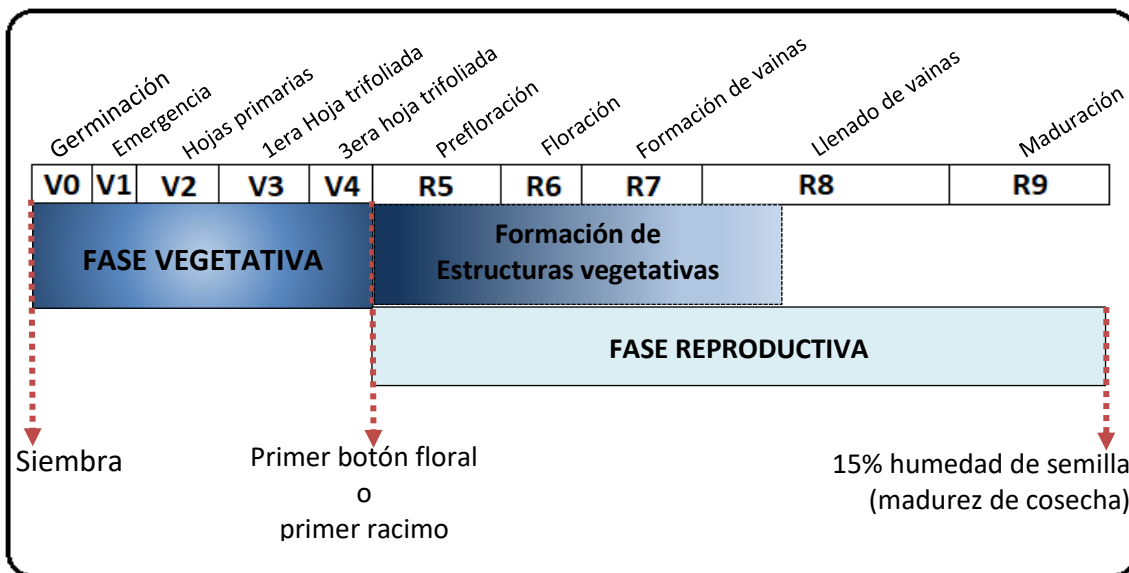 Germinación
Emergencia
Hojas primarias
1era Hoja trifoliada
3era hoja trifoliada
Prefloración
Floración
Formación de vainas
Llenado de vainas
Maduración
V0 V1 V2 V3 V4 R5 R6 R7 R8 R9
FASE VEGETATIVA
Formación de
Estructuras vegetativas
FASE REPRODUCTIVA
Siembra
Primer botón floral
o
primer racimo
15% humedad de semilla
(madurez de cosecha)